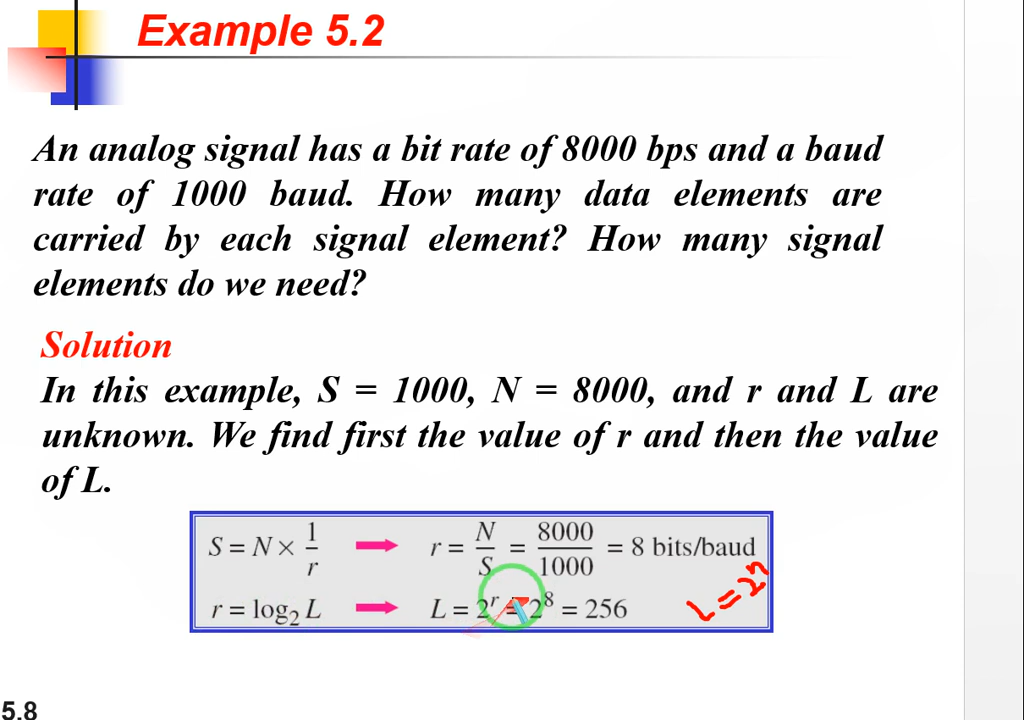 Example 5.2
An analog signal has a bit rate of 8000 bps and a baud
rate of 1000 baud. How many data elements are
carried by each signal element? How many signal
elements do we need?
Solution
In this example, S = 1000, N = 8000, and r and L are
unknown. We find first the value of r and then the value
of L.
S = N × 1/r → r = N/S = 8000/1000 = 8 bits/baud
r = log₂ L → L = 2ʳ = 2⁸ = 256
5.8